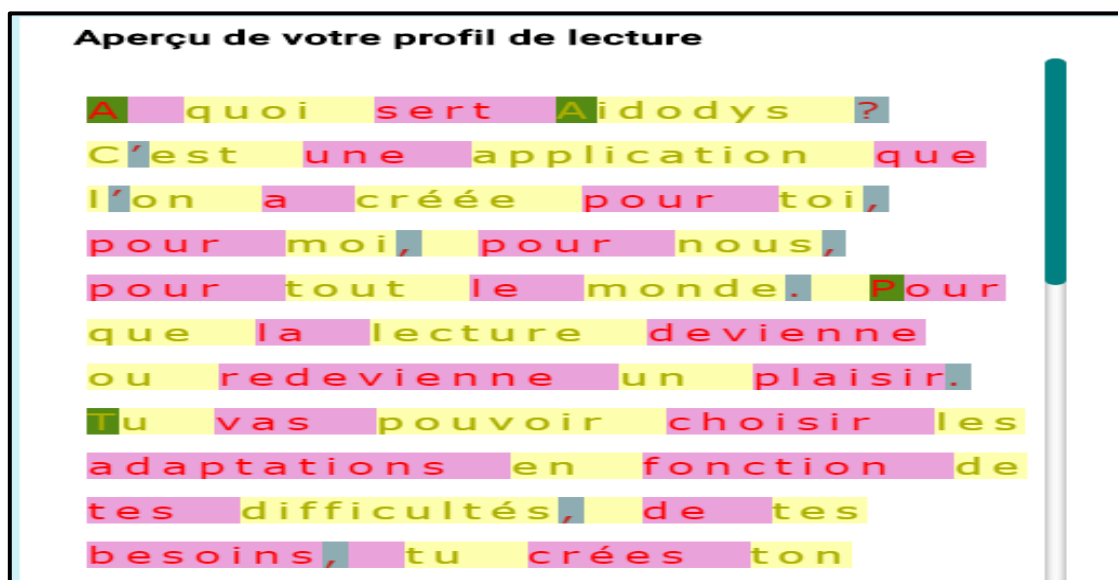 Aperçu de votre profil de lecture
A quoi sert Aidodys ?
C'est une application que
l'on a créée pour toi,
pour moi, pour nous,
pour tout le monde. Pour
que la lecture devienne
ou redevienne un plaisir.
Tu vas pouvoir choisir les
adaptations en fonction de
tes difficultés, de tes
besoins, tu crées ton